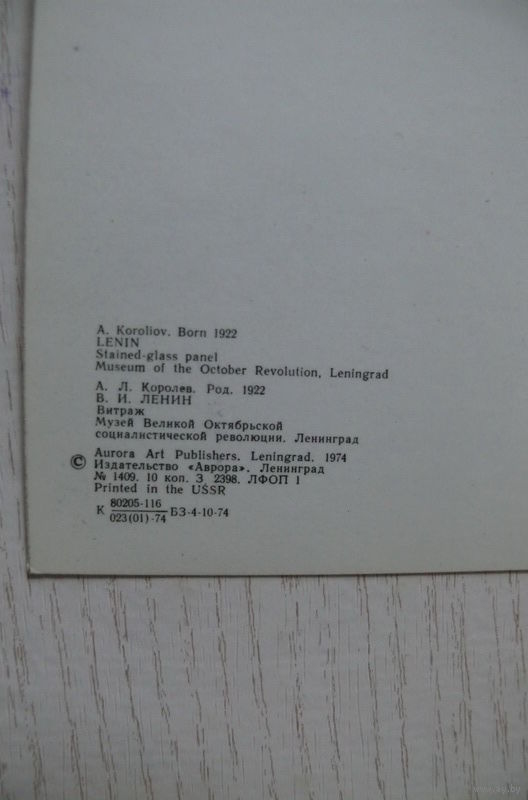 A. Koroliov. Born 1922
LENIN
Stained-glass panel
Museum of the October Revolution, Leningrad
А. Л. Королев. Род. 1922
В. И. ЛЕНИН
Витраж
Музей Великой Октябрьской
социалистической революции. Ленинград
© Aurora Art Publishers. Leningrad. 1974
Издательство «Аврора». Ленинград
№ 1409. 10 коп. З 2398. ЛФОП 1
Printed in the USSR
К 80205-116
023(01)-74 БЗ-4-10-74